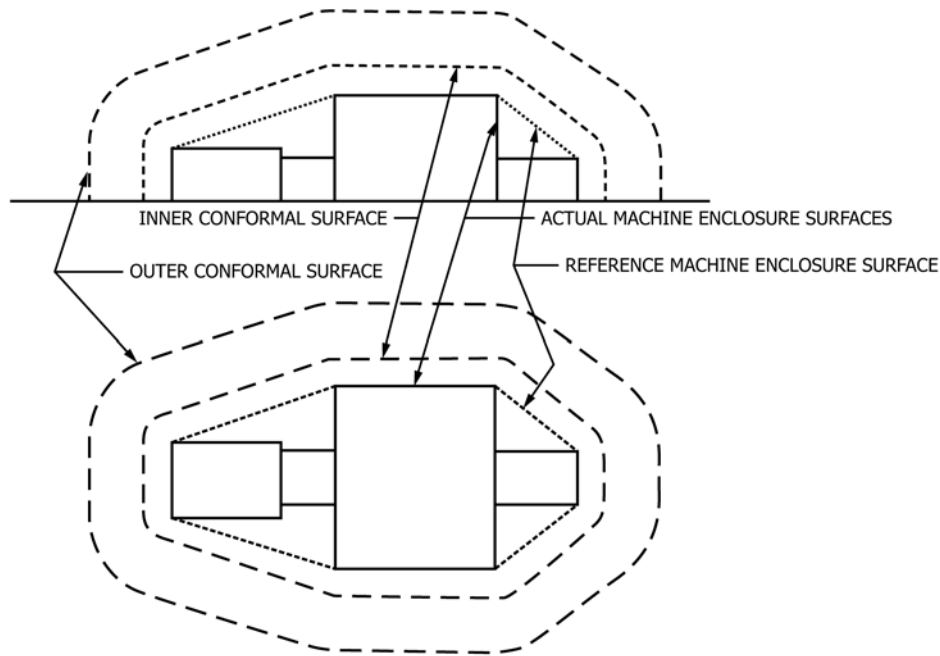 INNER CONFORMAL SURFACE
ACTUAL MACHINE ENCLOSURE SURFACES
OUTER CONFORMAL SURFACE
REFERENCE MACHINE ENCLOSURE SURFACE